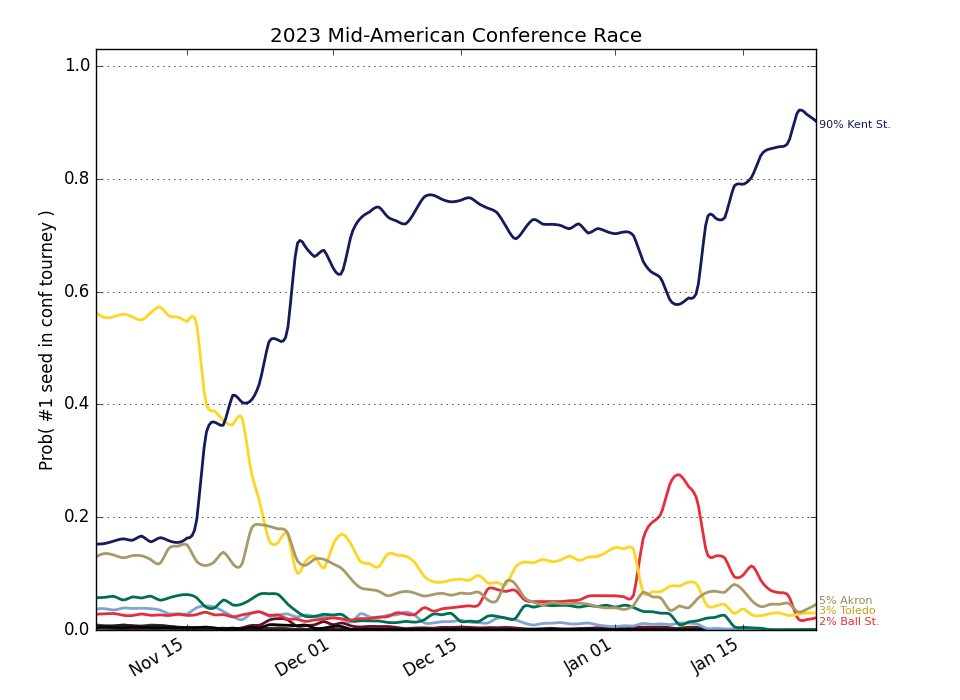 2023 Mid-American Conference Race
Prob( #1 seed in conf tourney )
1.0
0.8
0.6
0.4
0.2
0.0
90% Kent St.
5% Akron
3% Toledo
2% Ball St.
Nov 15
Dec 01
Dec 15
Jan 01
Jan 15